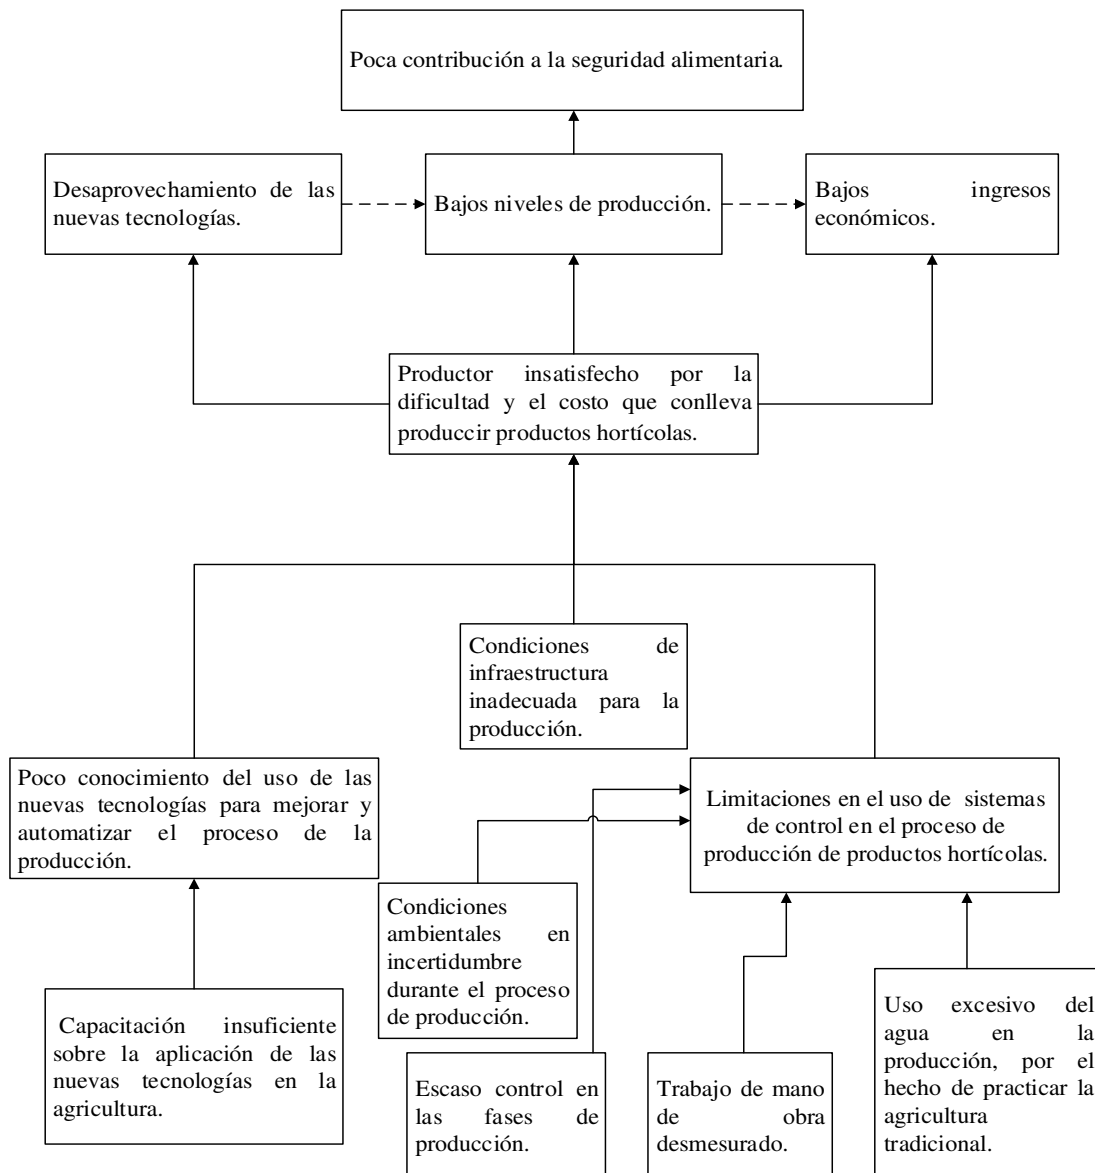 Poca contribución a la seguridad alimentaria.
Desaprovechamiento de las
nuevas tecnologías.
Bajos niveles de producción.
Bajos ingresos
económicos.
Productor insatisfecho por la
dificultad y el costo que conlleva
produccir productos hortícolas.
Condiciones de
infraestructura
inadecuada para la
producción.
Poco conocimiento del uso de las
nuevas tecnologías para mejorar y
automatizar el proceso de la
producción.
Limitaciones en el uso de sistemas
de control en el proceso de
producción de productos hortícolas.
Condiciones
ambientales en
incertidumbre
durante el proceso
de producción.
Capacitación insuficiente
sobre la aplicación de las
nuevas tecnologías en la
agricultura.
Escaso control en
las fases de
producción.
Trabajo de mano
de obra
desmesurado.
Uso excesivo del
agua en la
producción, por el
hecho de practicar la
agricultura
tradicional.